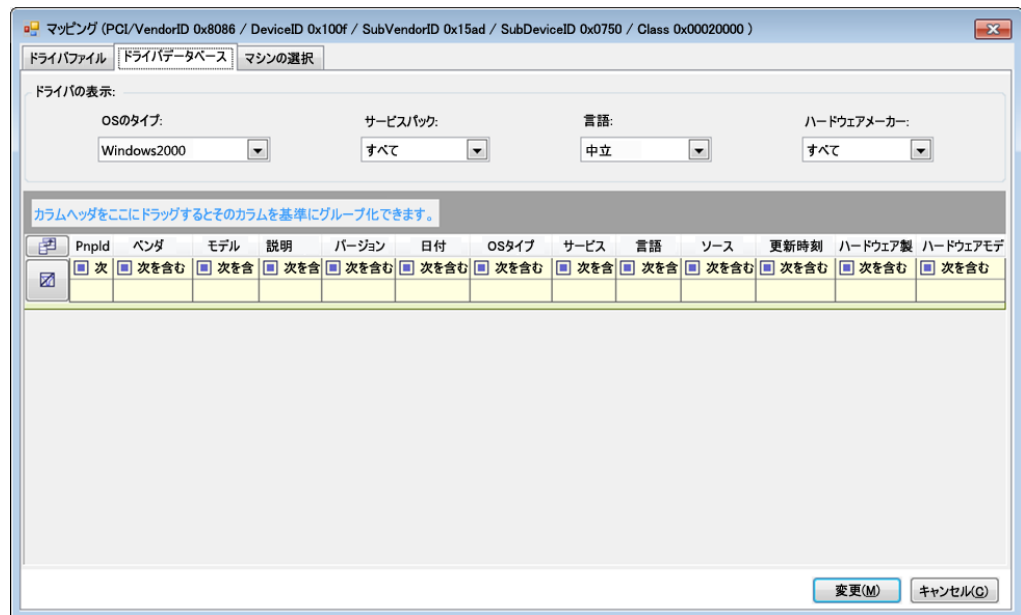 マッピング (PCI/VendorID 0x8086 / DeviceID 0x100f / SubVendorID 0x15ad / SubDeviceID 0x0750 / Class 0x00020000 )
ドライバファイル ドライバデータベース マシンの選択
ドライバの表示:
OSのタイプ: サービスパック: 言語: ハードウェアメーカー:
Windows2000 すべて 中立 すべて
カラムヘッダをここにドラッグするとそのカラムを基準にグループ化できます。
PnpId ベンダ モデル 説明 バージョン 日付 OSタイプ サービス 言語 ソース 更新時刻 ハードウェア製 ハードウェアモデ
次 次を含む 次を含 次を含 次を含む 次を含む 次を含む 次を含 次を含 次を含む 次を含む 次を含む 次を含む
変更(M) キャンセル(C)